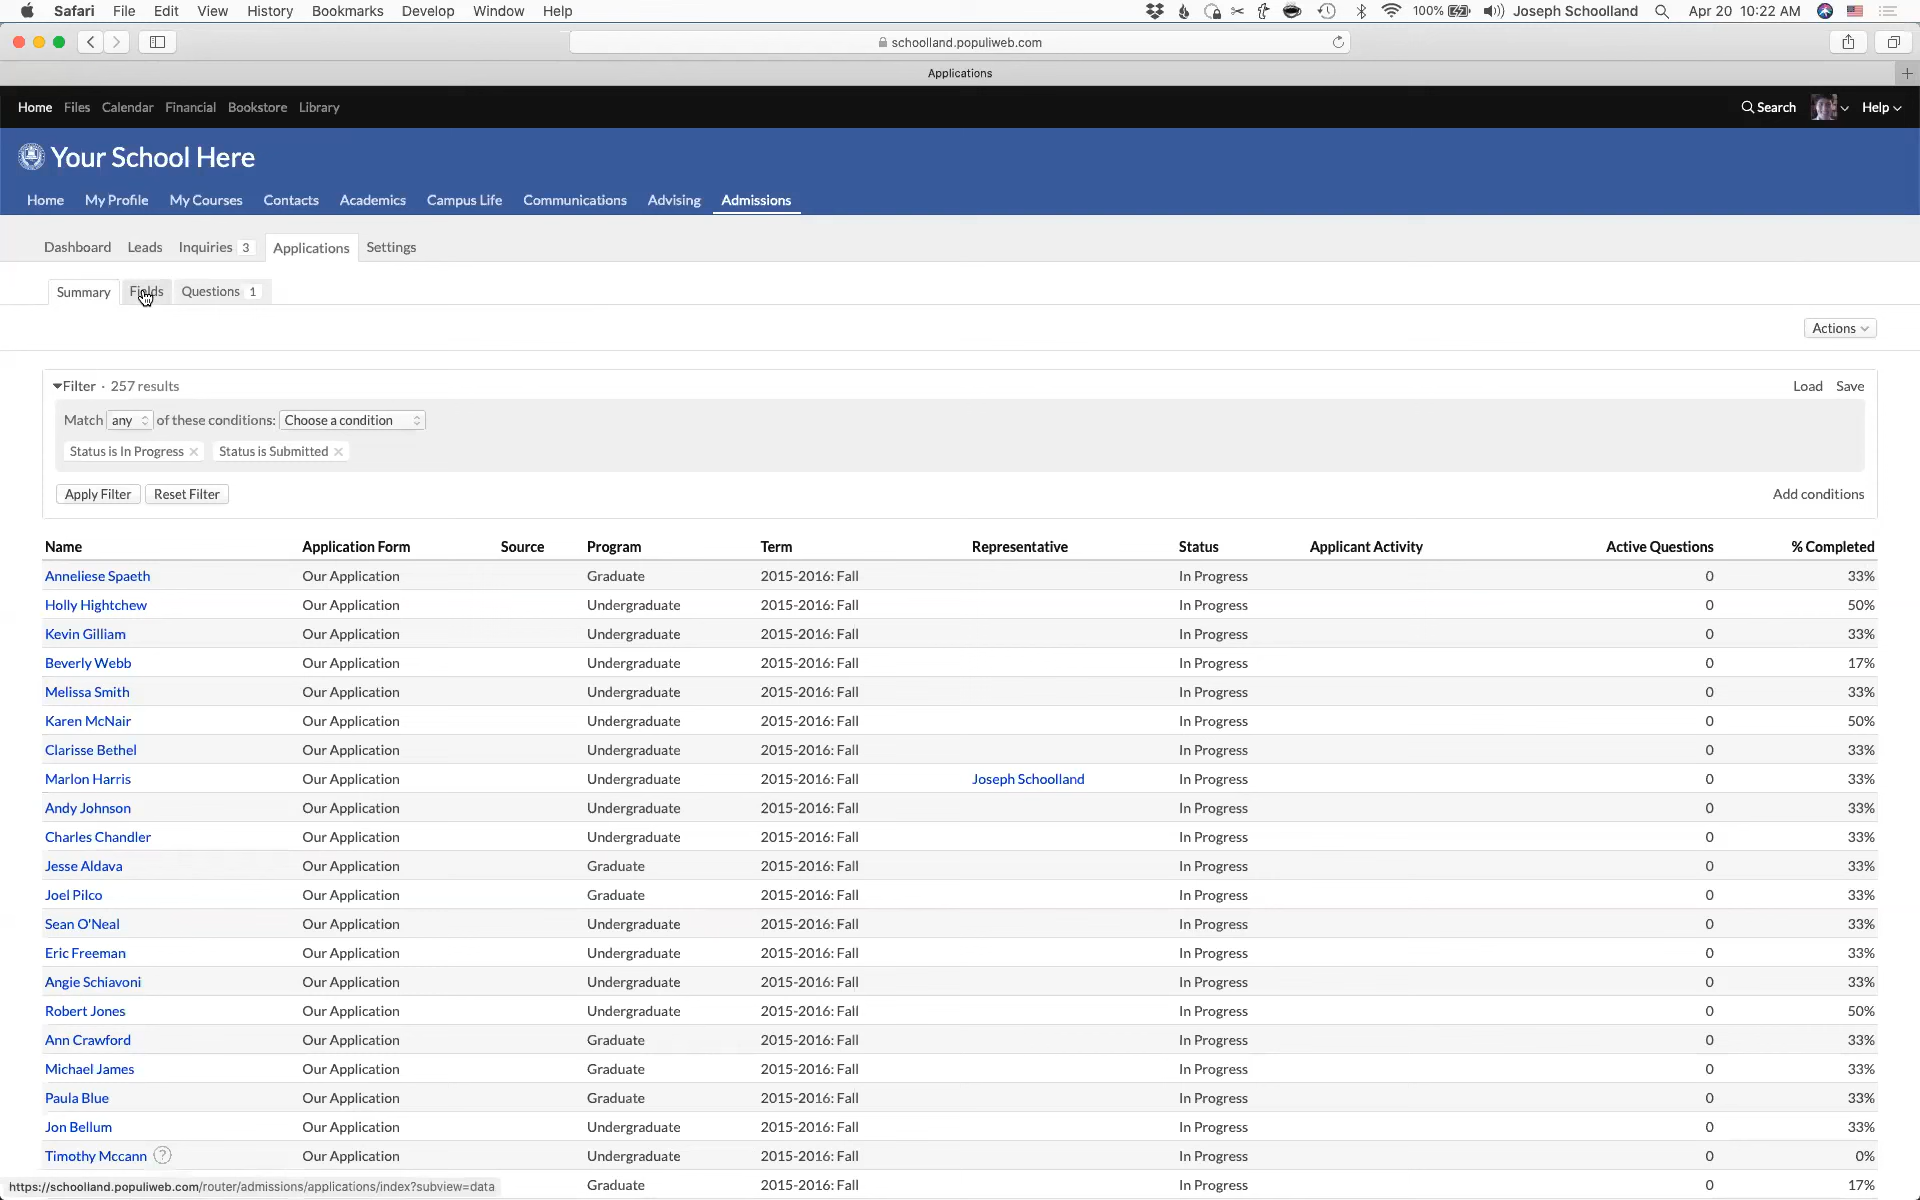 Safari File Edit View History Bookmarks Develop Window Help 100% Joseph Schoolland Apr 20 10:22 AM
schoolland.populiweb.com
Applications
Home Files Calendar Financial Bookstore Library Search Help
Your School Here
Home My Profile My Courses Contacts Academics Campus Life Communications Advising Admissions
Dashboard Leads Inquiries 3 Applications Settings
Summary Fields Questions 1
Actions
Filter · 257 results Load Save
Match any of these conditions: Choose a condition
Status is In Progress × Status is Submitted ×
Apply Filter Reset Filter Add conditions
Name Application Form Source Program Term Representative Status Applicant Activity Active Questions % Completed
Anneliese Spaeth Our Application Graduate 2015-2016: Fall In Progress 0 33%
Holly Hightchew Our Application Undergraduate 2015-2016: Fall In Progress 0 50%
Kevin Gilliam Our Application Undergraduate 2015-2016: Fall In Progress 0 33%
Beverly Webb Our Application Undergraduate 2015-2016: Fall In Progress 0 17%
Melissa Smith Our Application Undergraduate 2015-2016: Fall In Progress 0 33%
Karen McNair Our Application Undergraduate 2015-2016: Fall In Progress 0 50%
Clarisse Bethel Our Application Undergraduate 2015-2016: Fall In Progress 0 33%
Marlon Harris Our Application Undergraduate 2015-2016: Fall Joseph Schoolland In Progress 0 33%
Andy Johnson Our Application Undergraduate 2015-2016: Fall In Progress 0 33%
Charles Chandler Our Application Undergraduate 2015-2016: Fall In Progress 0 33%
Jesse Aldava Our Application Graduate 2015-2016: Fall In Progress 0 33%
Joel Pilco Our Application Graduate 2015-2016: Fall In Progress 0 33%
Sean O'Neal Our Application Undergraduate 2015-2016: Fall In Progress 0 33%
Eric Freeman Our Application Undergraduate 2015-2016: Fall In Progress 0 33%
Angie Schiavoni Our Application Undergraduate 2015-2016: Fall In Progress 0 33%
Robert Jones Our Application Undergraduate 2015-2016: Fall In Progress 0 50%
Ann Crawford Our Application Graduate 2015-2016: Fall In Progress 0 33%
Michael James Our Application Graduate 2015-2016: Fall In Progress 0 33%
Paula Blue Our Application Graduate 2015-2016: Fall In Progress 0 33%
Jon Bellum Our Application Undergraduate 2015-2016: Fall In Progress 0 33%
Timothy Mccann ? Our Application Undergraduate 2015-2016: Fall In Progress 0 0%
https://schoolland.populiweb.com/router/admissions/applications/index?subview=data Graduate 2015-2016: Fall In Progress 0 17%